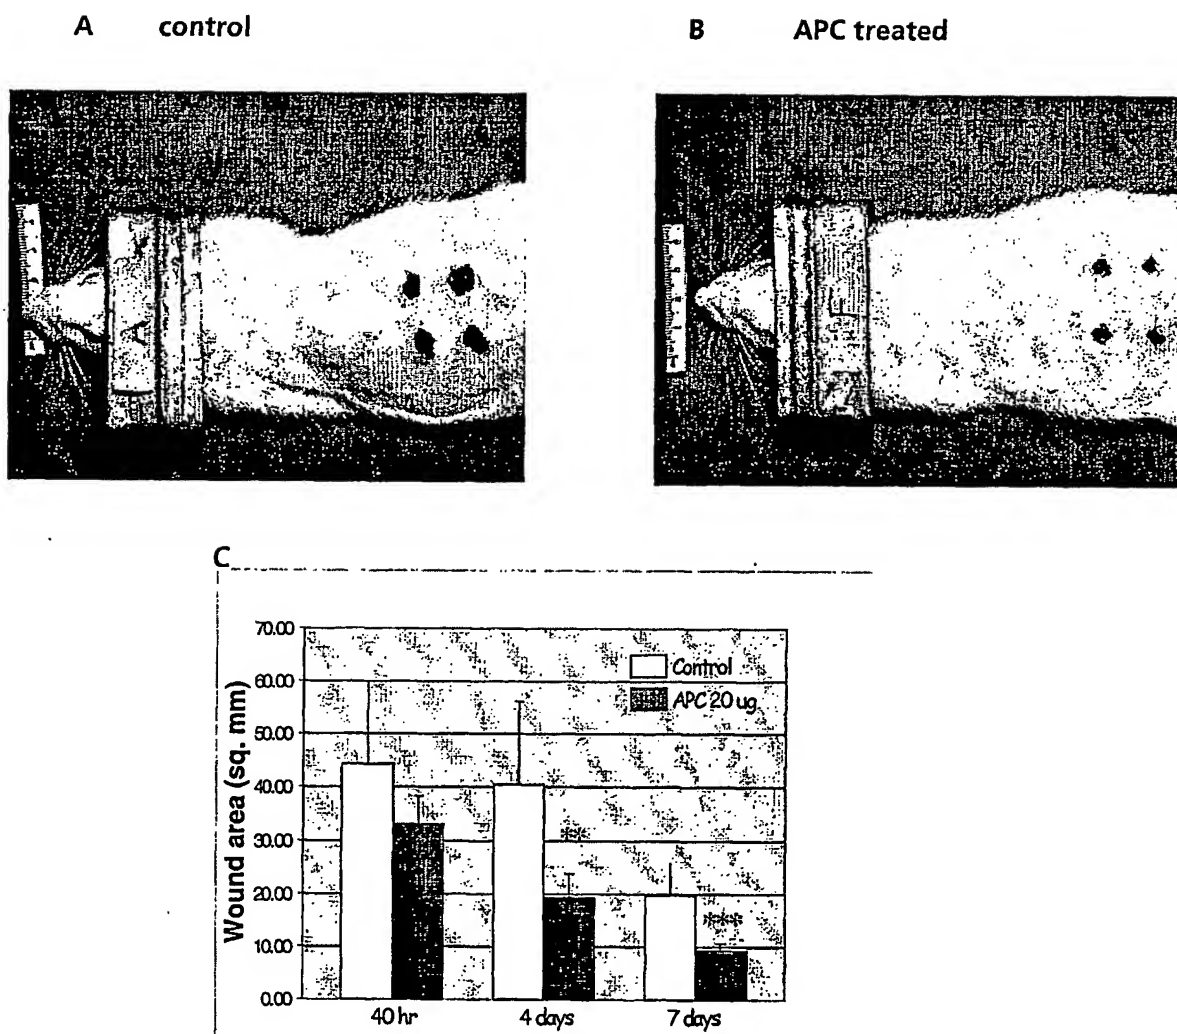 A control
B APC treated
A
F
C
Wound area (sq. mm)
70.00
60.00
50.00
40.00
30.00
20.00
10.00
0.00
Control
APC 20 ug
***
40 hr
4 days
7 days